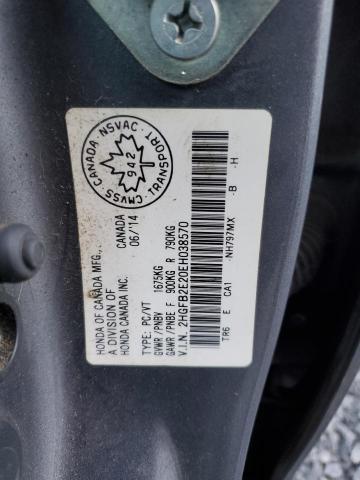 HONDA OF CANADA MFG.
A DIVISION OF
HONDA CANADA INC.
CANADA
06/14
CANADA NSVAC-
942
CMVSS-TRANSPORT
TYPE: PC/VT
GVWR /PNBV 1675KG
GAWR /PNBE F 900KG R 790KG
V.I.N. 2HGFB2E20EH038570
TR6 E CA1 -NH797MX -B -H